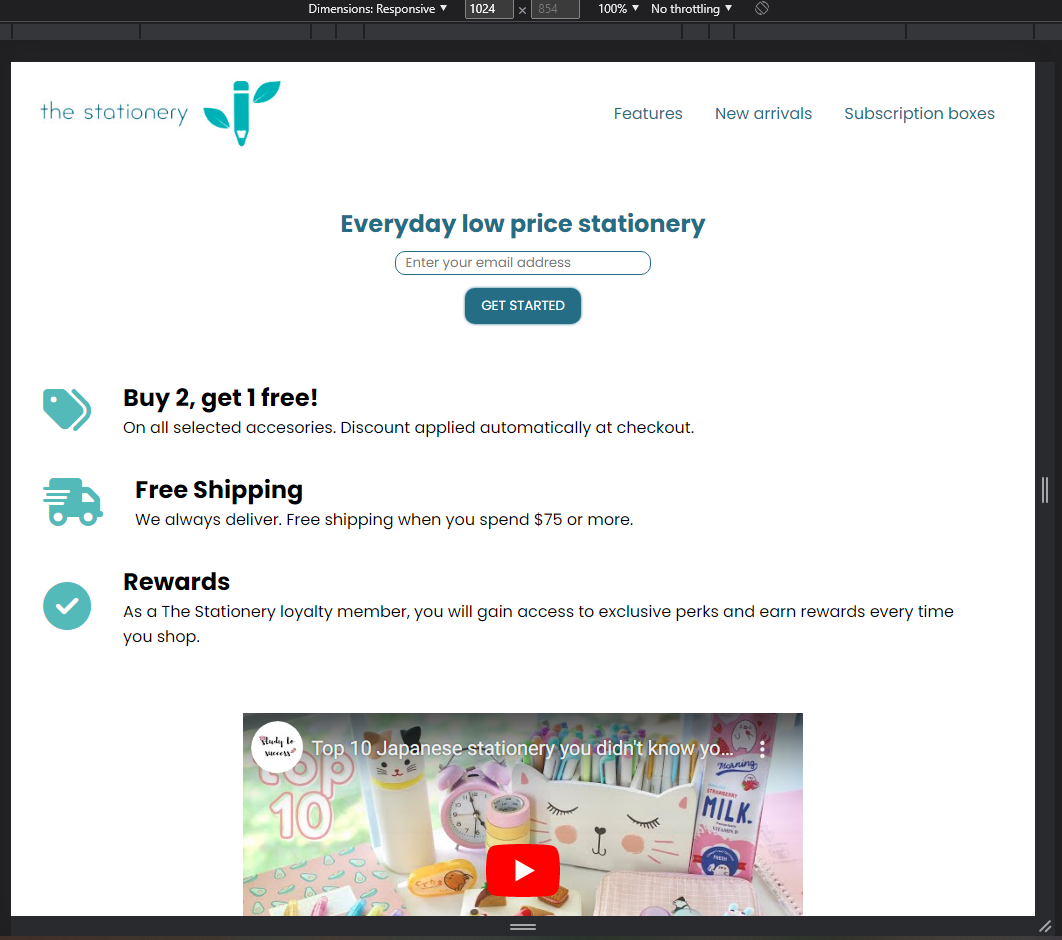 Dimensions: Responsive ▼ 1024 × 854 100% ▼ No throttling ▼
the stationery
Features New arrivals Subscription boxes
Everyday low price stationery
Enter your email address
GET STARTED
Buy 2, get 1 free!
On all selected accesories. Discount applied automatically at checkout.
Free Shipping
We always deliver. Free shipping when you spend $75 or more.
Rewards
As a The Stationery loyalty member, you will gain access to exclusive perks and earn rewards every time
you shop.
Study to
success
Top 10 Japanese stationery you didn't know yo...
TOP
10
Morning
STRAWBERRY
MILK.
VITAMIN D
FRESH